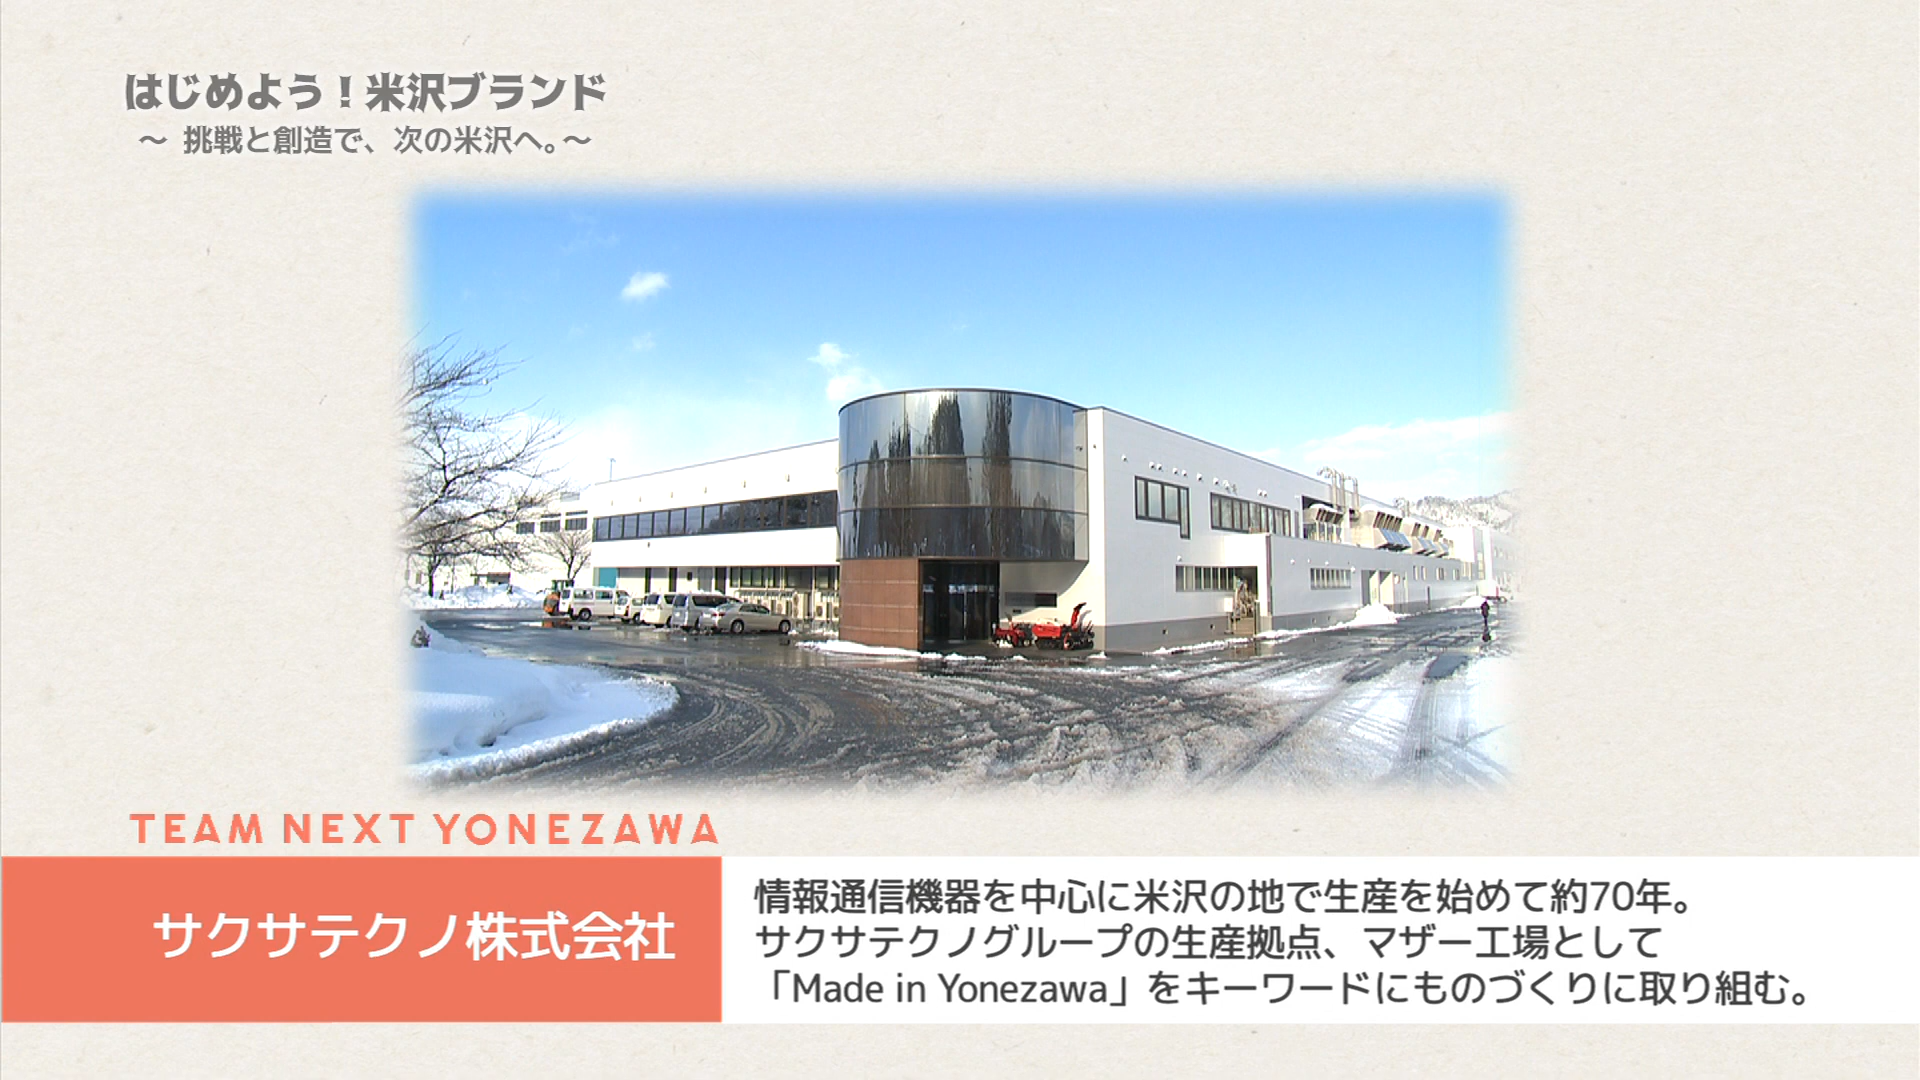 はじめよう！米沢ブランド
～ 挑戦と創造で、次の米沢へ。～
TEAM NEXT YONEZAWA
サクサテクノ株式会社
情報通信機器を中心に米沢の地で生産を始めて約70年。
サクサテクノグループの生産拠点、マザー工場として
「Made in Yonezawa」をキーワードにものづくりに取り組む。